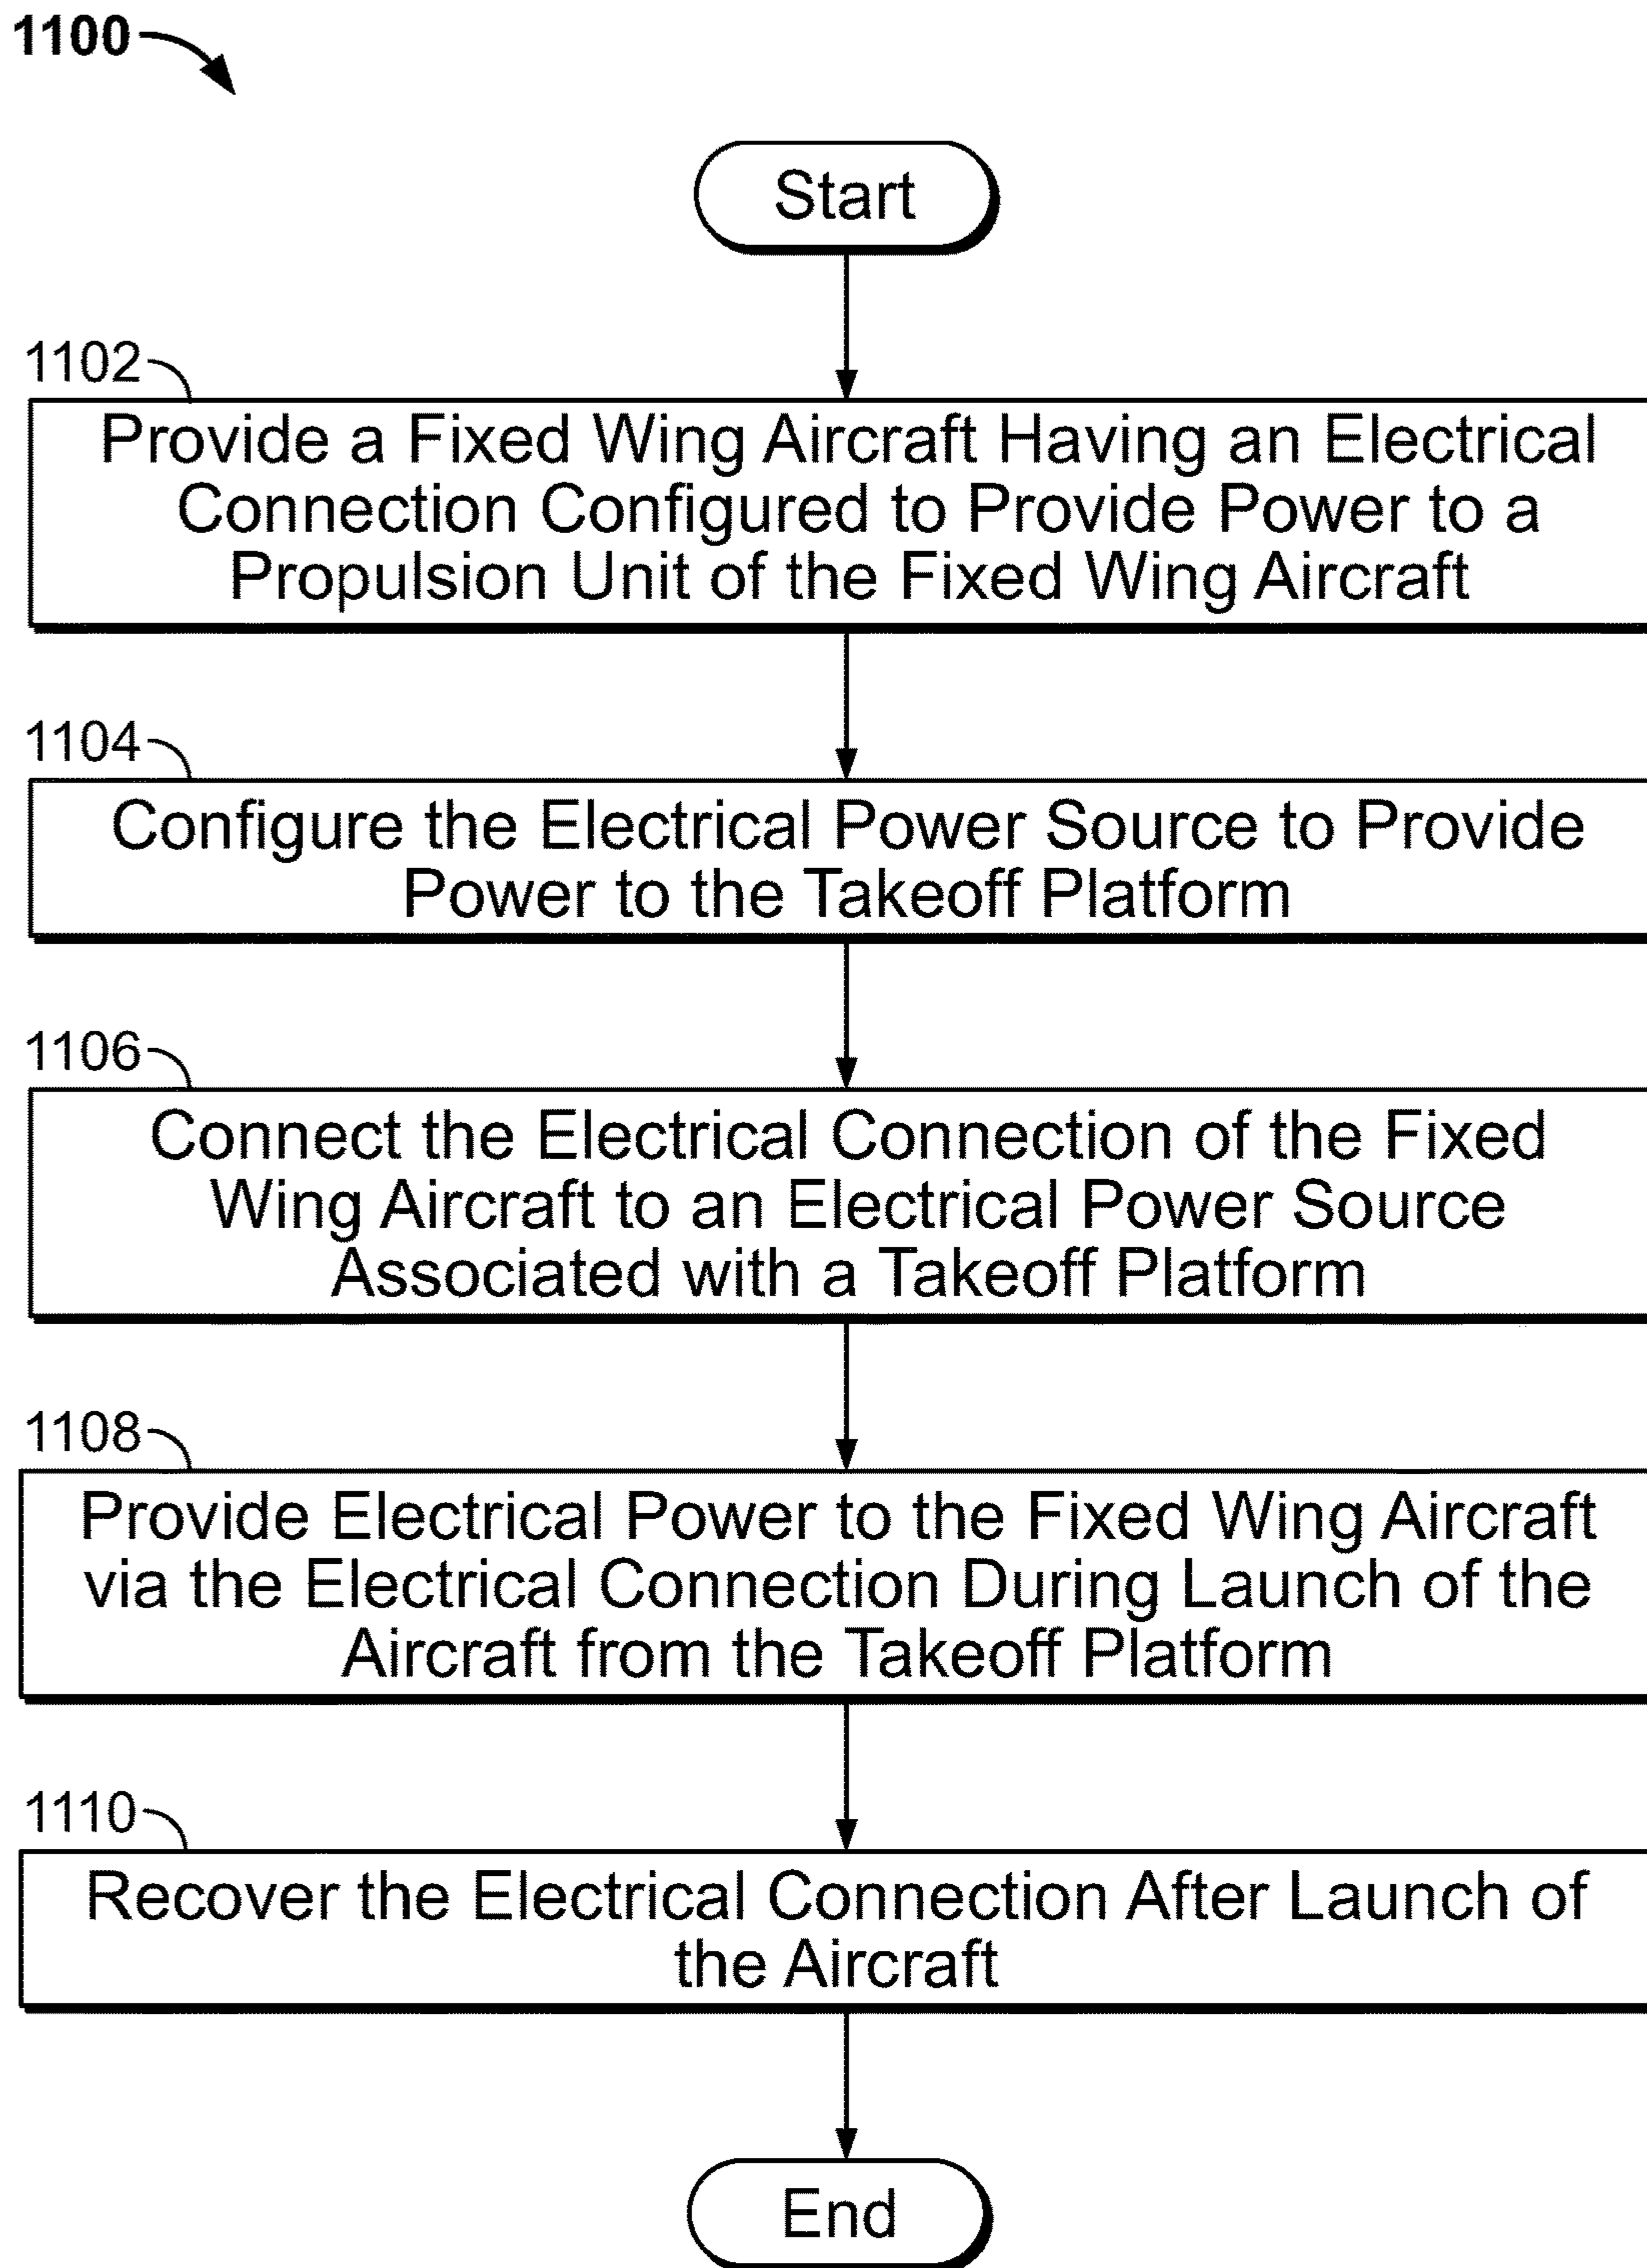 1100
Start
1102
Provide a Fixed Wing Aircraft Having an Electrical
Connection Configured to Provide Power to a
Propulsion Unit of the Fixed Wing Aircraft
1104
Configure the Electrical Power Source to Provide
Power to the Takeoff Platform
1106
Connect the Electrical Connection of the Fixed
Wing Aircraft to an Electrical Power Source
Associated with a Takeoff Platform
1108
Provide Electrical Power to the Fixed Wing Aircraft
via the Electrical Connection During Launch of the
Aircraft from the Takeoff Platform
1110
Recover the Electrical Connection After Launch of
the Aircraft
End